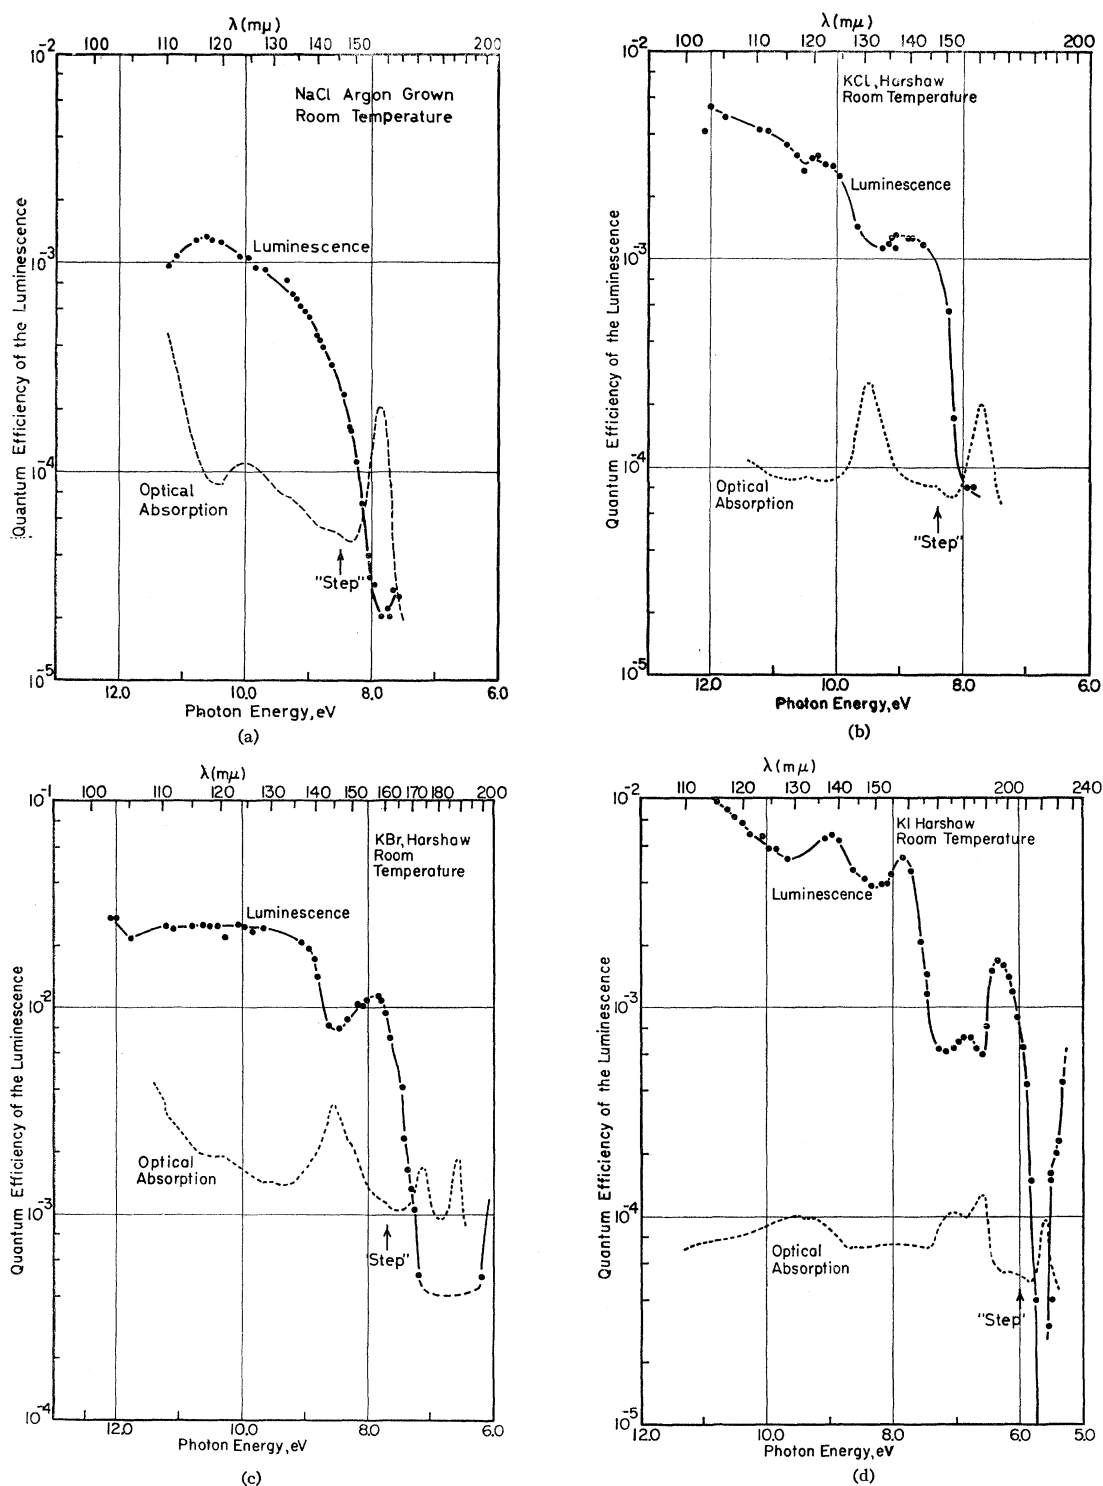 λ(mμ)
100 110 120 130 140 150 200
10-2
NaCl Argon Grown
Room Temperature
Quantum Efficiency of the Luminescence
Luminescence
10-3
10-4
Optical
Absorption
"Step"
10-5
12.0 10.0 8.0 6.0
Photon Energy, eV
(a)
λ(mμ)
100 110 120 130 140 150 200
10-2
KCl, Harshaw
Room Temperature
Quantum Efficiency of the Luminescence
Luminescence
10-3
10-4
Optical
Absorption
"Step"
10-5
12.0 10.0 8.0 6.0
Photon Energy, eV
(b)
λ(mμ)
100 110 120 130 140 150 160 170 180 200
10-1
KBr, Harshaw
Room
Temperature
Quantum Efficiency of the Luminescence
Luminescence
10-2
Optical
Absorption
10-3
'Step"
10-4
12.0 10.0 8.0 6.0
Photon Energy, eV
(c)
λ(mμ)
110 120 130 140 150 200 240
10-2
KI Harshaw
Room Temperature
Quantum Efficiency of the Luminescence
Luminescence
10-3
10-4
Optical
Absorption
"Step"
10-5
12.0 10.0 8.0 6.0 5.0
Photon Energy, eV
(d)